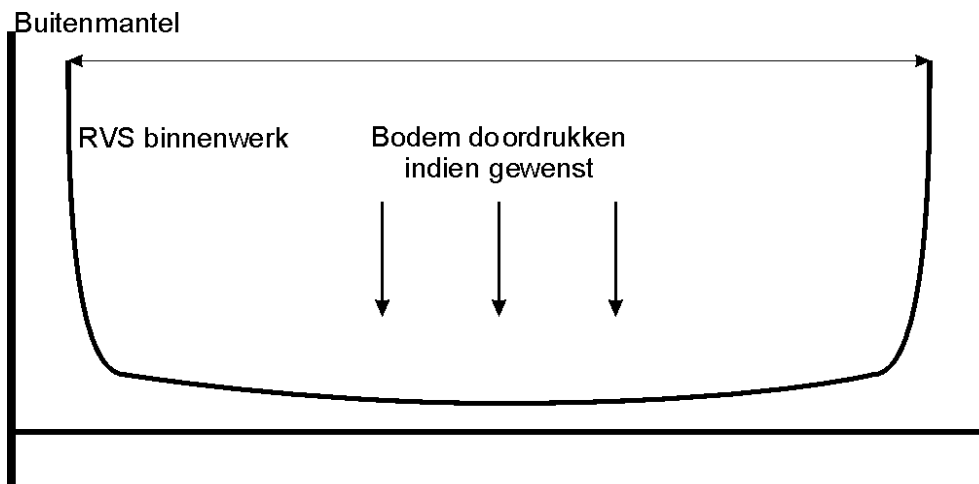 Buitenmantel
RVS binnenwerk
Bodem doordrukken
indien gewenst